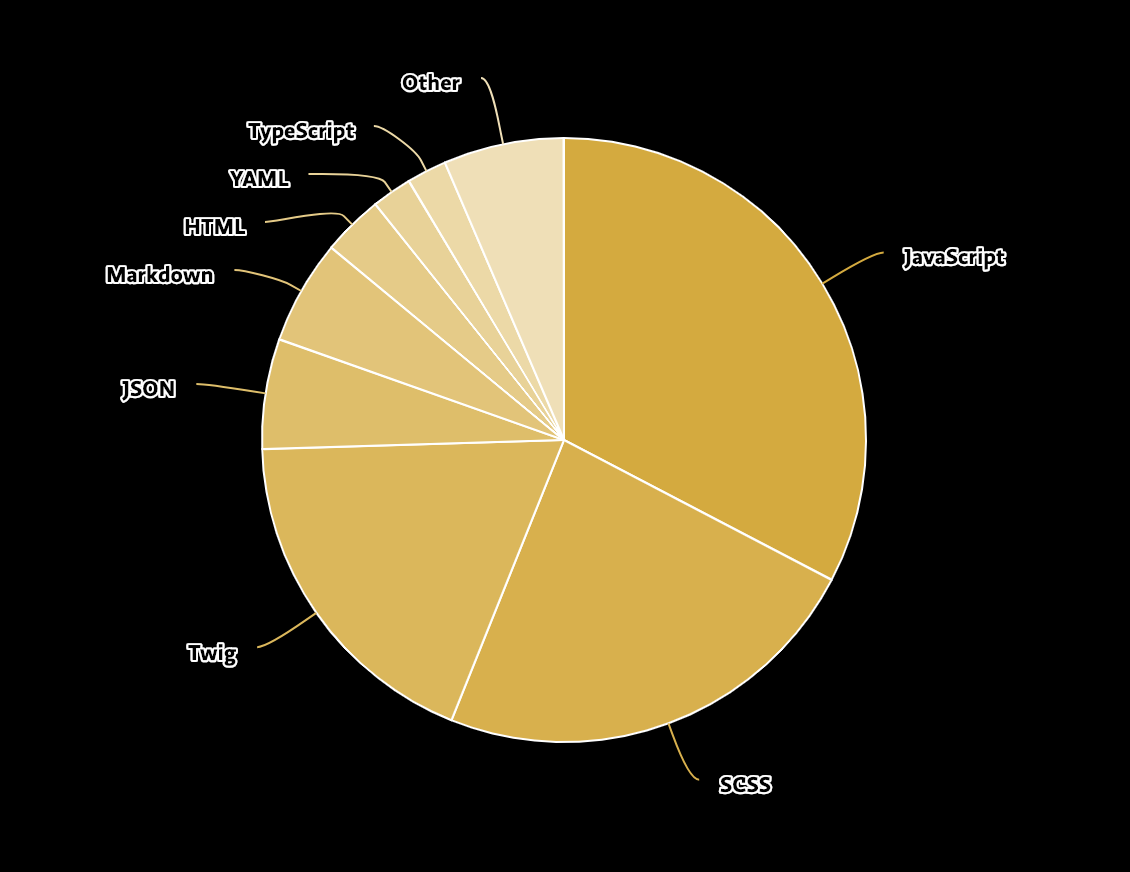 Other
TypeScript
YAML
HTML
Markdown
JavaScript
JSON
Twig
SCSS